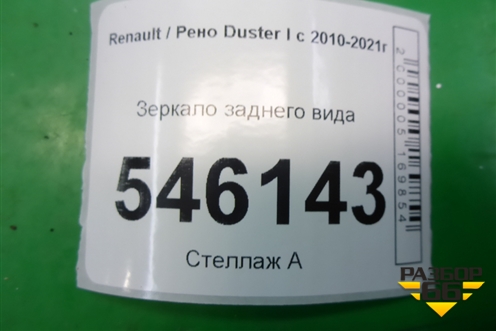 Renault / Рено Duster I с 2010-2021г
Зеркало заднего вида
546143
Стеллаж А
2000005169854
РАЗБОР
66